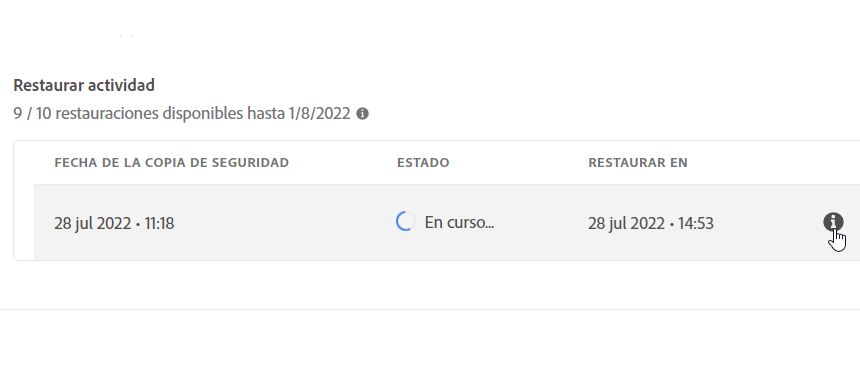 Restaurar actividad
9 / 10 restauraciones disponibles hasta 1/8/2022
FECHA DE LA COPIA DE SEGURIDAD ESTADO RESTAURAR EN
28 jul 2022 • 11:18 En curso... 28 jul 2022 • 14:53